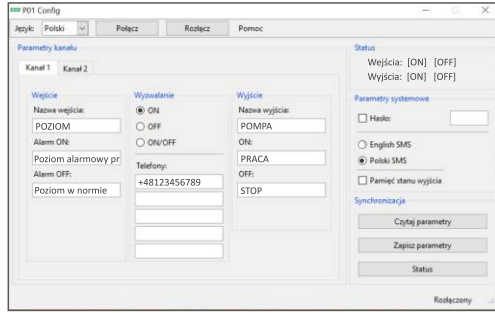 P01 Config
Język: Polski Połącz Rozłącz Pomoc
Parametry kanału
Kanał 1 Kanał 2
Wejście
Nazwa wejścia:
POZIOM
Alarm ON:
Poziom alarmowy pr
Alarm OFF:
Poziom w normie
Wyzwalanie
ON
OFF
ON/OFF
Telefony:
+48123456789
Wyjście
Nazwa wyjścia:
POMPA
ON:
PRACA
OFF:
STOP
Status
Wejścia: [ON] [OFF]
Wyjścia: [ON] [OFF]
Parametry systemowe
Hasło:
English SMS
Polski SMS
Pamięć stanu wyjścia
Synchronizacja
Czytaj parametry
Zapisz parametry
Status
Rozłączony